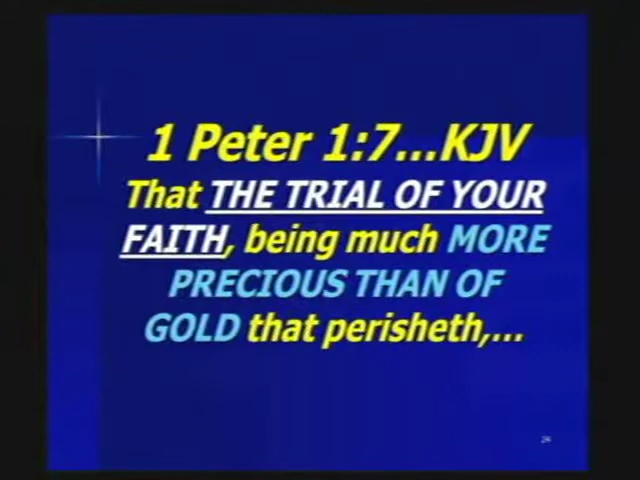 1 Peter 1:7...KJV
That THE TRIAL OF YOUR
FAITH, being much MORE
PRECIOUS THAN OF
GOLD that perisheth,...
24